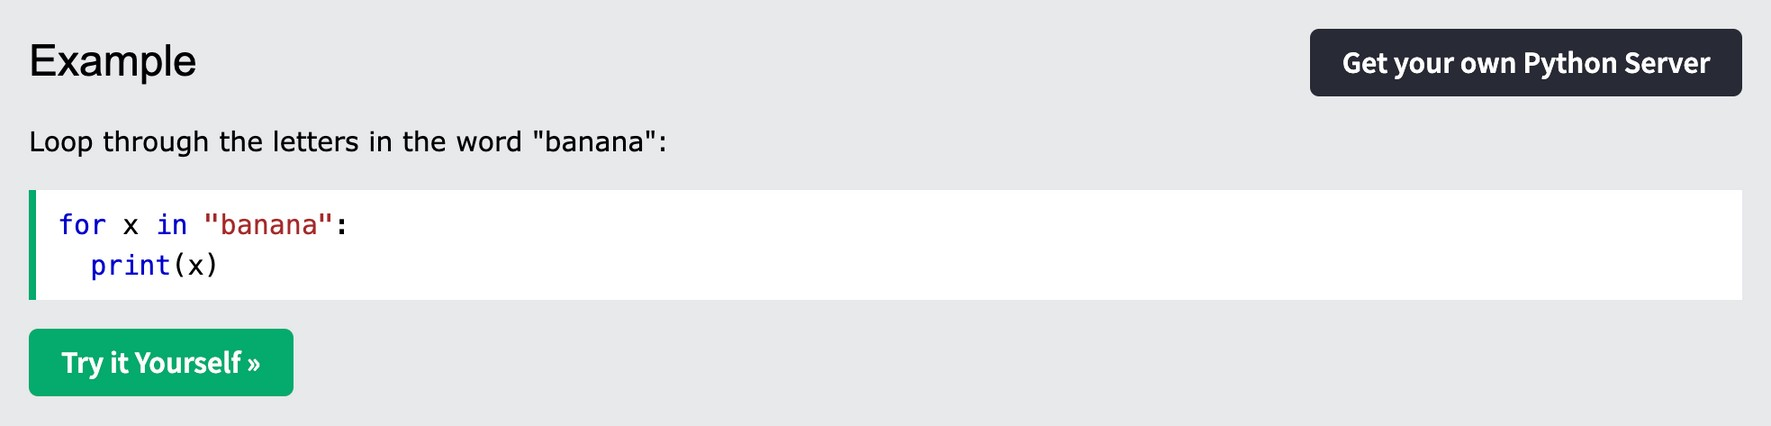 Example
Get your own Python Server
Loop through the letters in the word "banana":
for x in "banana":
  print(x)
Try it Yourself »